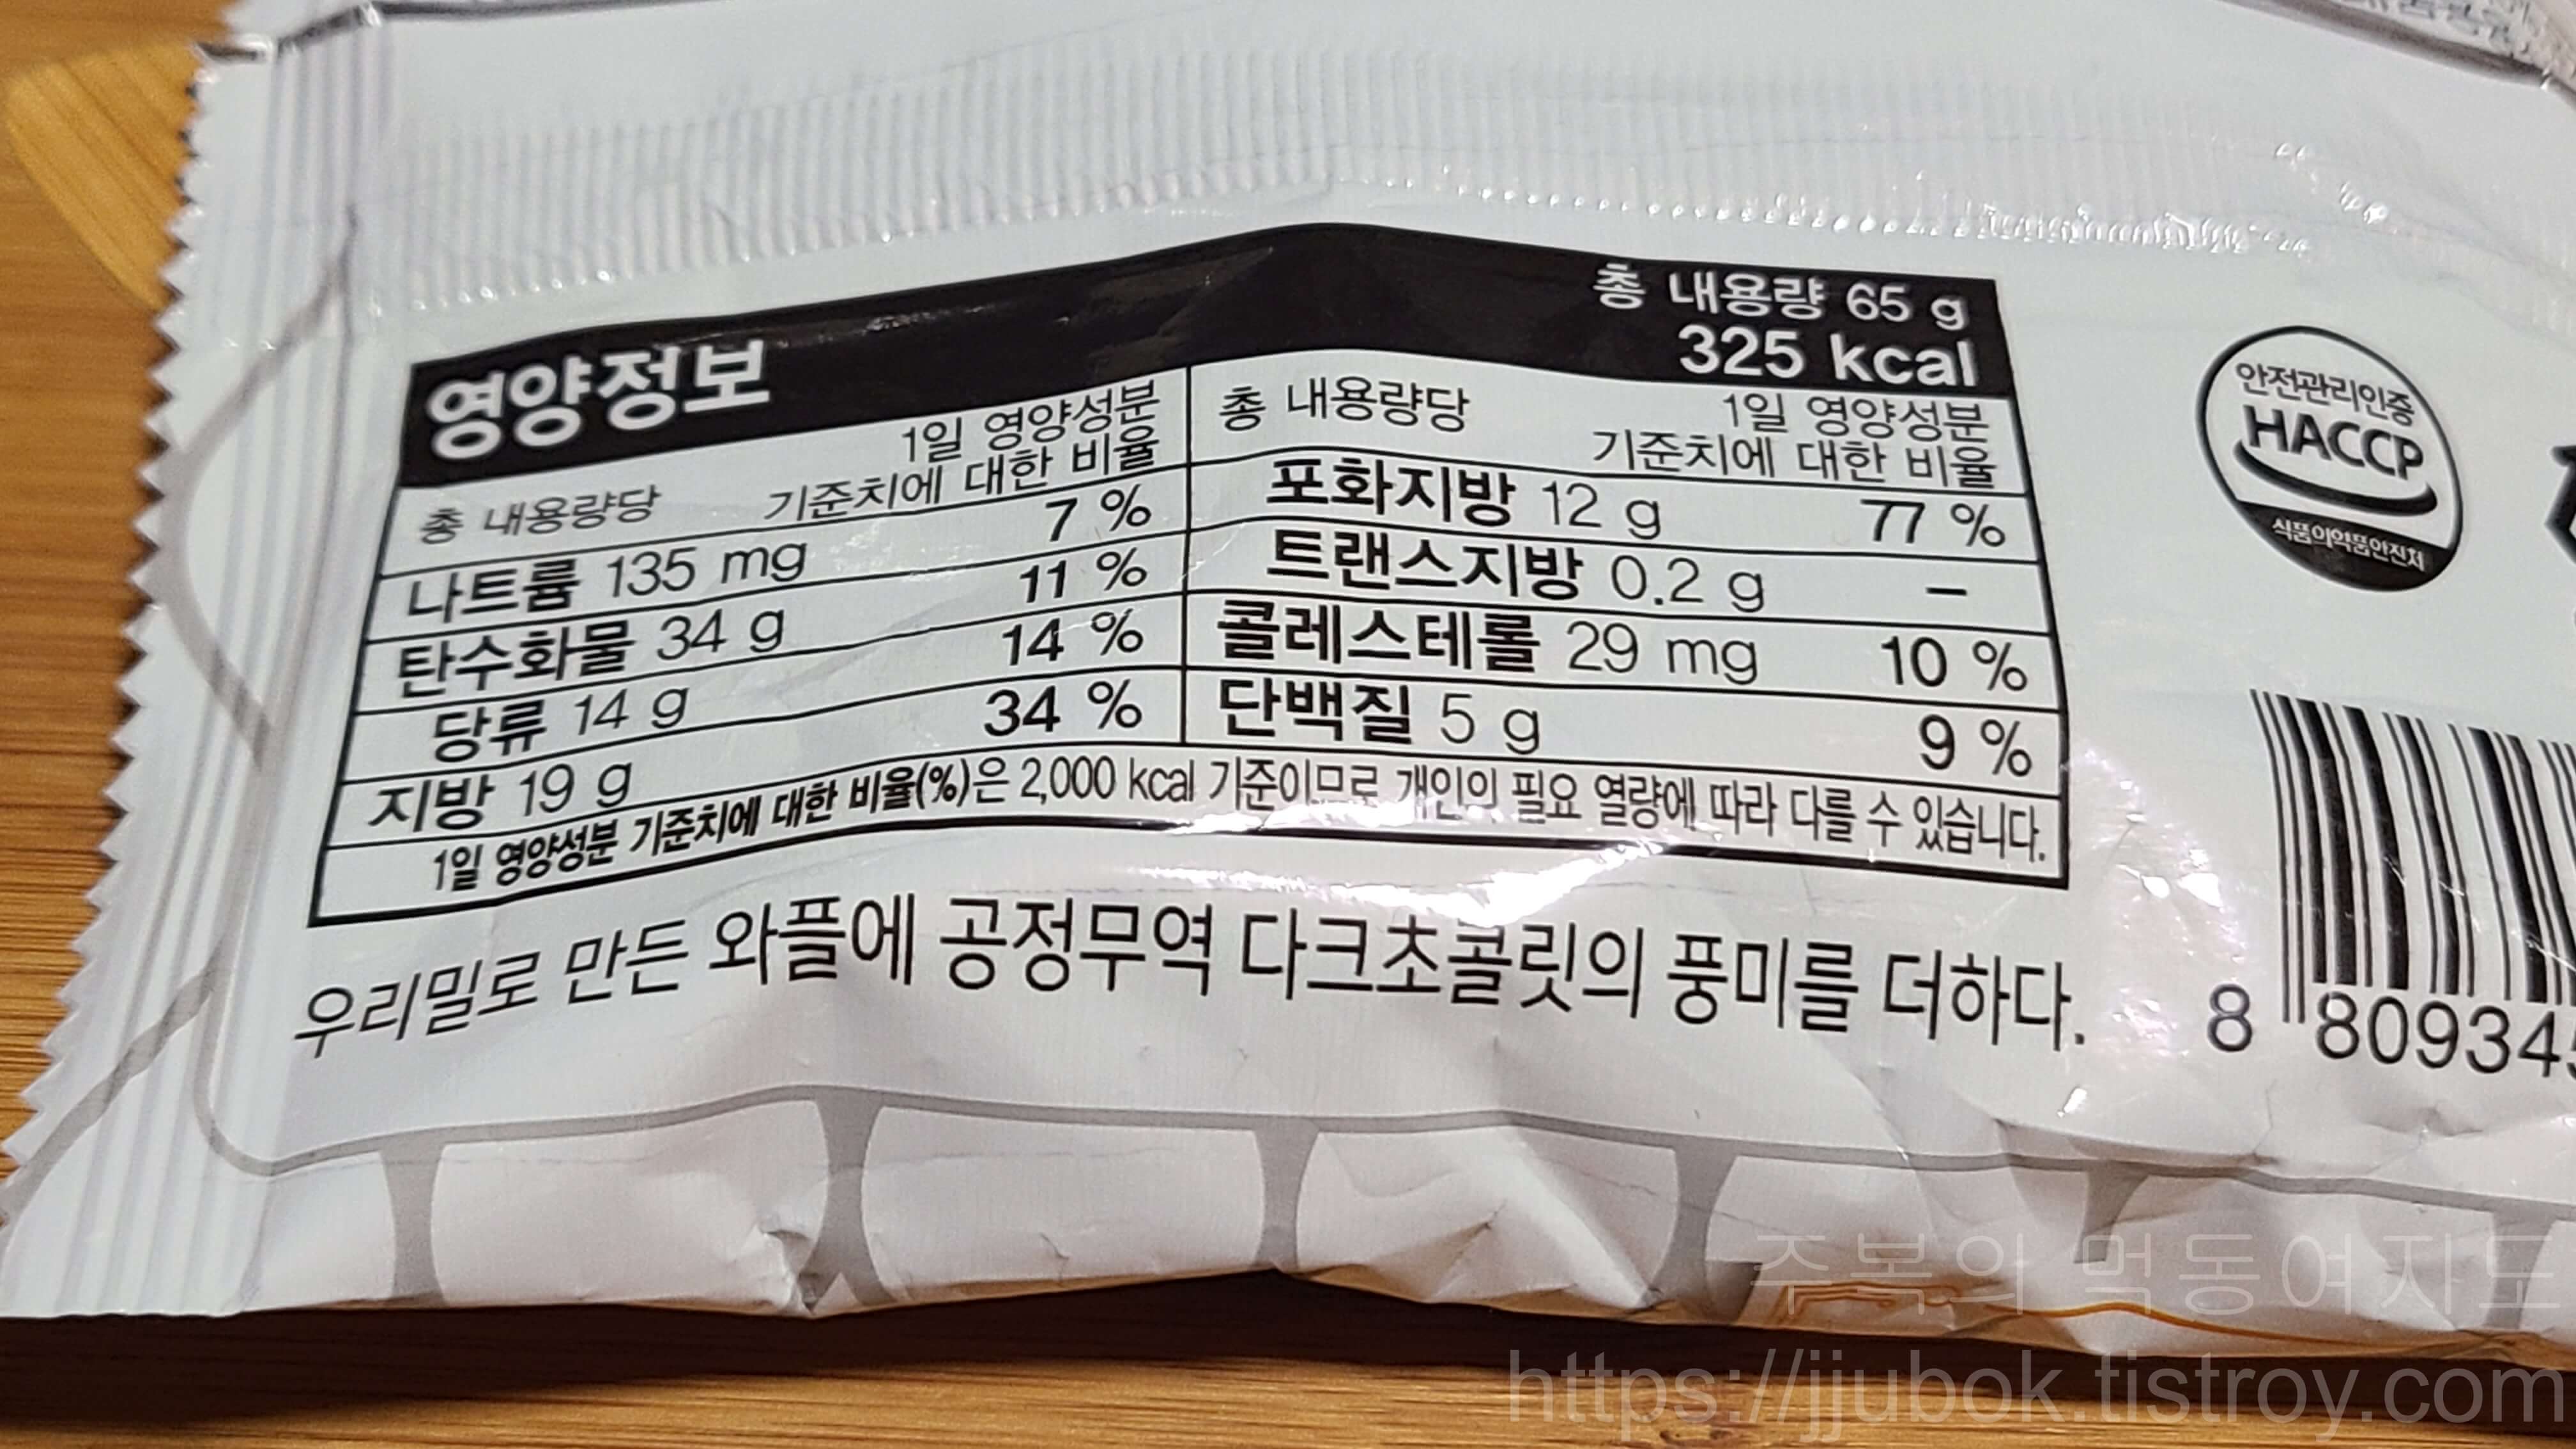 영양정보
총 내용량 65 g
325 kcal
총 내용량당 1일 영양성분 기준치에 대한 비율
나트륨 135 mg 7 %
탄수화물 34 g 11 %
당류 14 g 14 %
지방 19 g 34 %
총 내용량당 1일 영양성분 기준치에 대한 비율
포화지방 12 g 77 %
트랜스지방 0.2 g –
콜레스테롤 29 mg 10 %
단백질 5 g 9 %
1일 영양성분 기준치에 대한 비율(%)은 2,000 kcal 기준이므로 개인의 필요 열량에 따라 다를 수 있습니다.
우리밀로 만든 와플에 공정무역 다크초콜릿의 풍미를 더하다.
안전관리인증
HACCP
식품의약품안전처
8 80934
주복의 먹동여지도
https://jjubok.tistroy.com